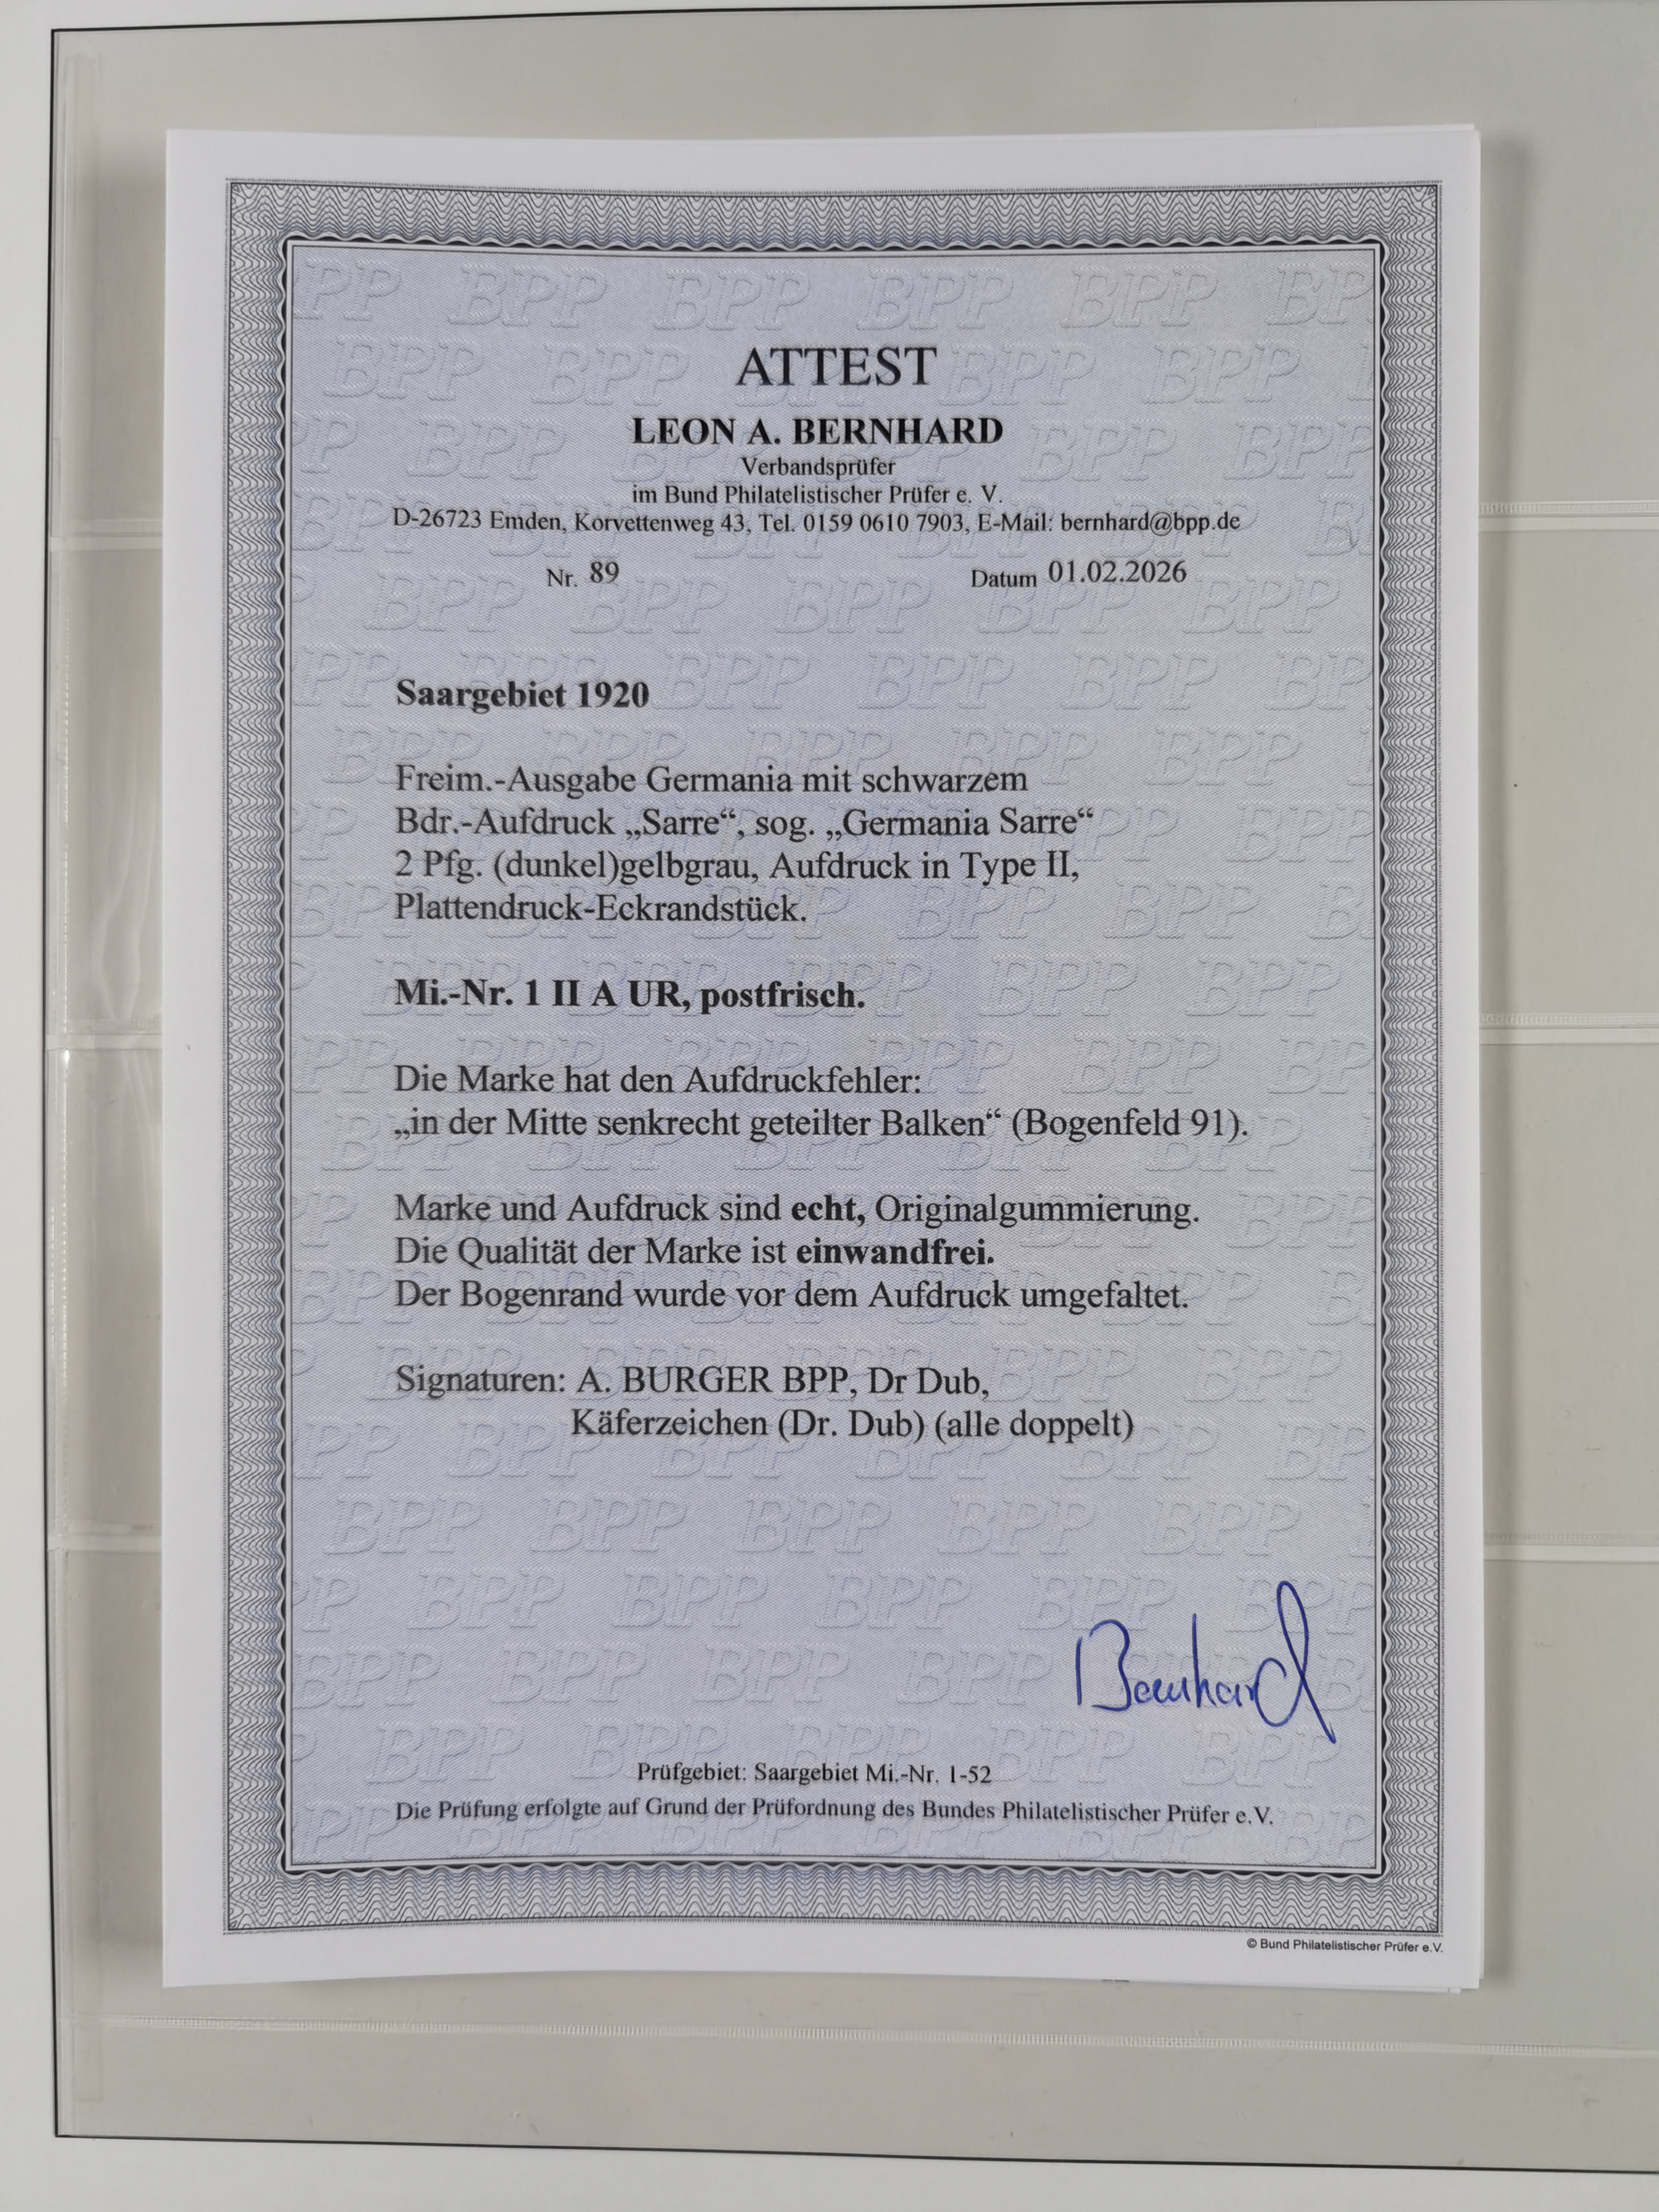 ATTEST
LEON A. BERNHARD
Verbandsprüfer
im Bund Philatelistischer Prüfer e. V.
D-26723 Emden, Korvettenweg 43, Tel. 0159 0610 7903, E-Mail: bernhard@bpp.de
Nr. 89 Datum 01.02.2026
Saargebiet 1920
Freim.-Ausgabe Germania mit schwarzem
Bdr.-Aufdruck „Sarre“, sog. „Germania Sarre“
2 Pfg. (dunkel)gelbgrau, Aufdruck in Type II,
Plattendruck-Eckrandstück.
Mi.-Nr. 1 II A UR, postfrisch.
Die Marke hat den Aufdruckfehler:
„in der Mitte senkrecht geteilter Balken“ (Bogenfeld 91).
Marke und Aufdruck sind echt, Originalgummierung.
Die Qualität der Marke ist einwandfrei.
Der Bogenrand wurde vor dem Aufdruck umgefaltet.
Signaturen: A. BURGER BPP, Dr Dub,
Käferzeichen (Dr. Dub) (alle doppelt)
Bernhard
Prüfgebiet: Saargebiet Mi.-Nr. 1-52
Die Prüfung erfolgte auf Grund der Prüfordnung des Bundes Philatelistischer Prüfer e.V.
© Bund Philatelistischer Prüfer e.V.